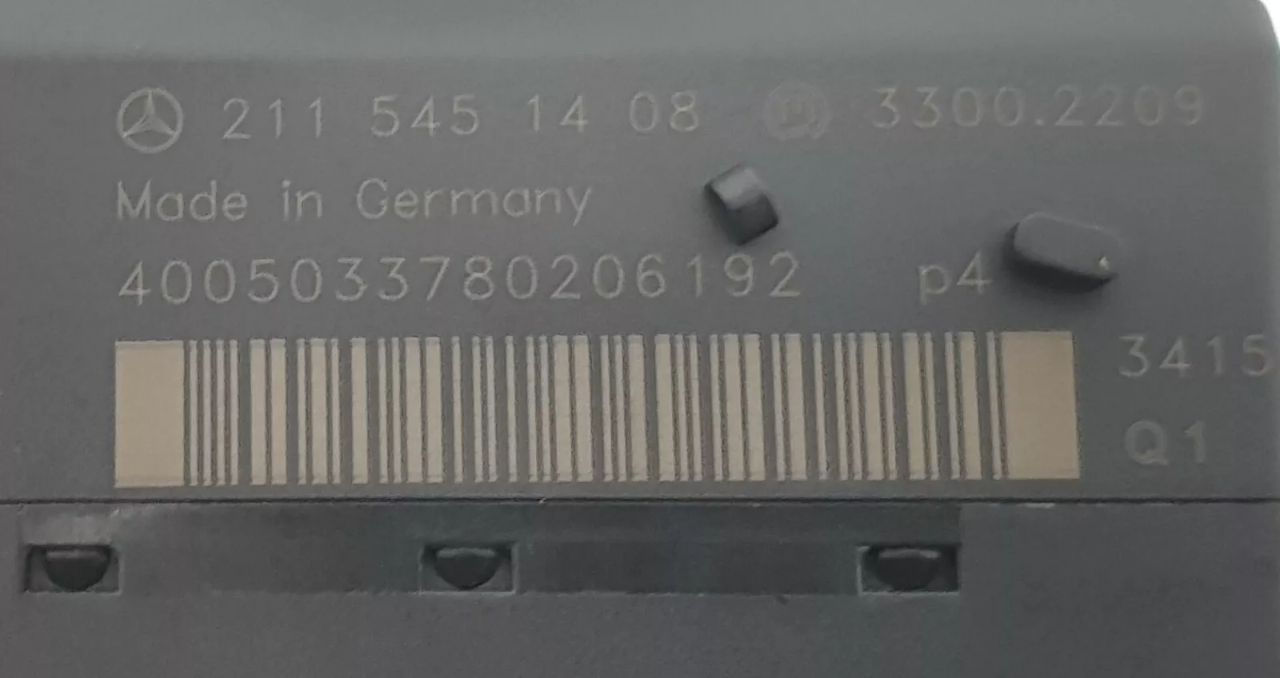 211 545 14 08 3300.2209
Made in Germany
4005033780206192 p4
3415
Q1